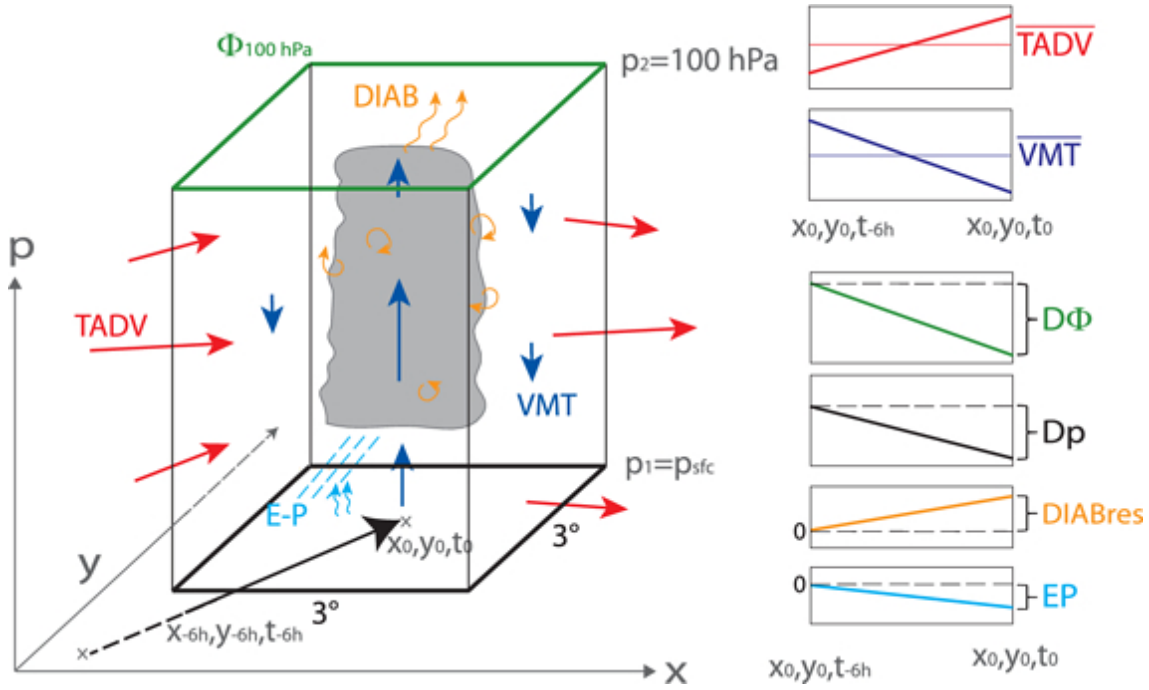 Φ100 hPa
p2=100 hPa
DIAB
p
TADV
VMT
p1=psfc
E-P
x0,y0,t0
3°
y
3°
x-6h,y-6h,t-6h
x
TADV
VMT
x0,y0,t-6h
x0,y0,t0
DΦ
Dp
0
DIABres
0
EP
x0,y0,t-6h
x0,y0,t0